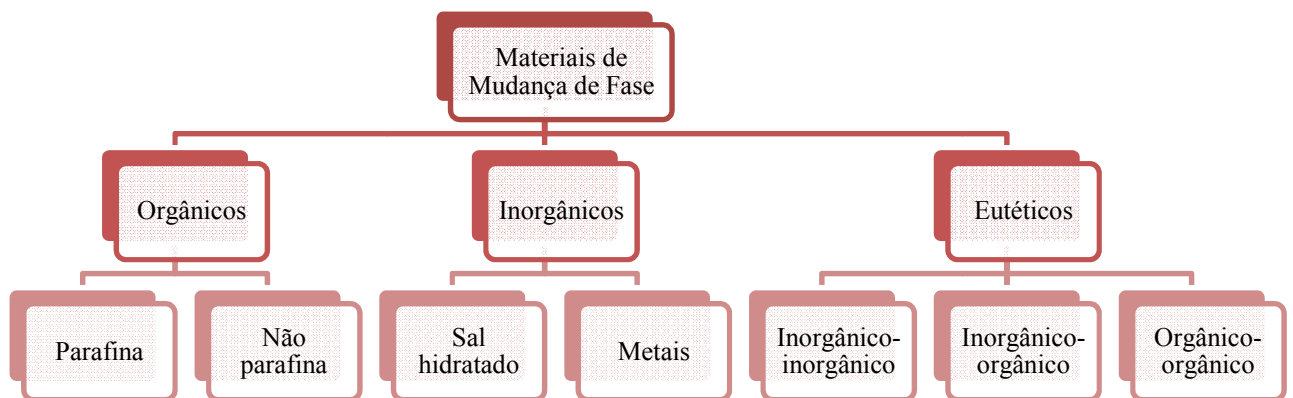 Materiais de
Mudança de Fase
Orgânicos
Inorgânicos
Eutéticos
Parafina
Não
parafina
Sal
hidratado
Metais
Inorgânico-
inorgânico
Inorgânico-
orgânico
Orgânico-
orgânico